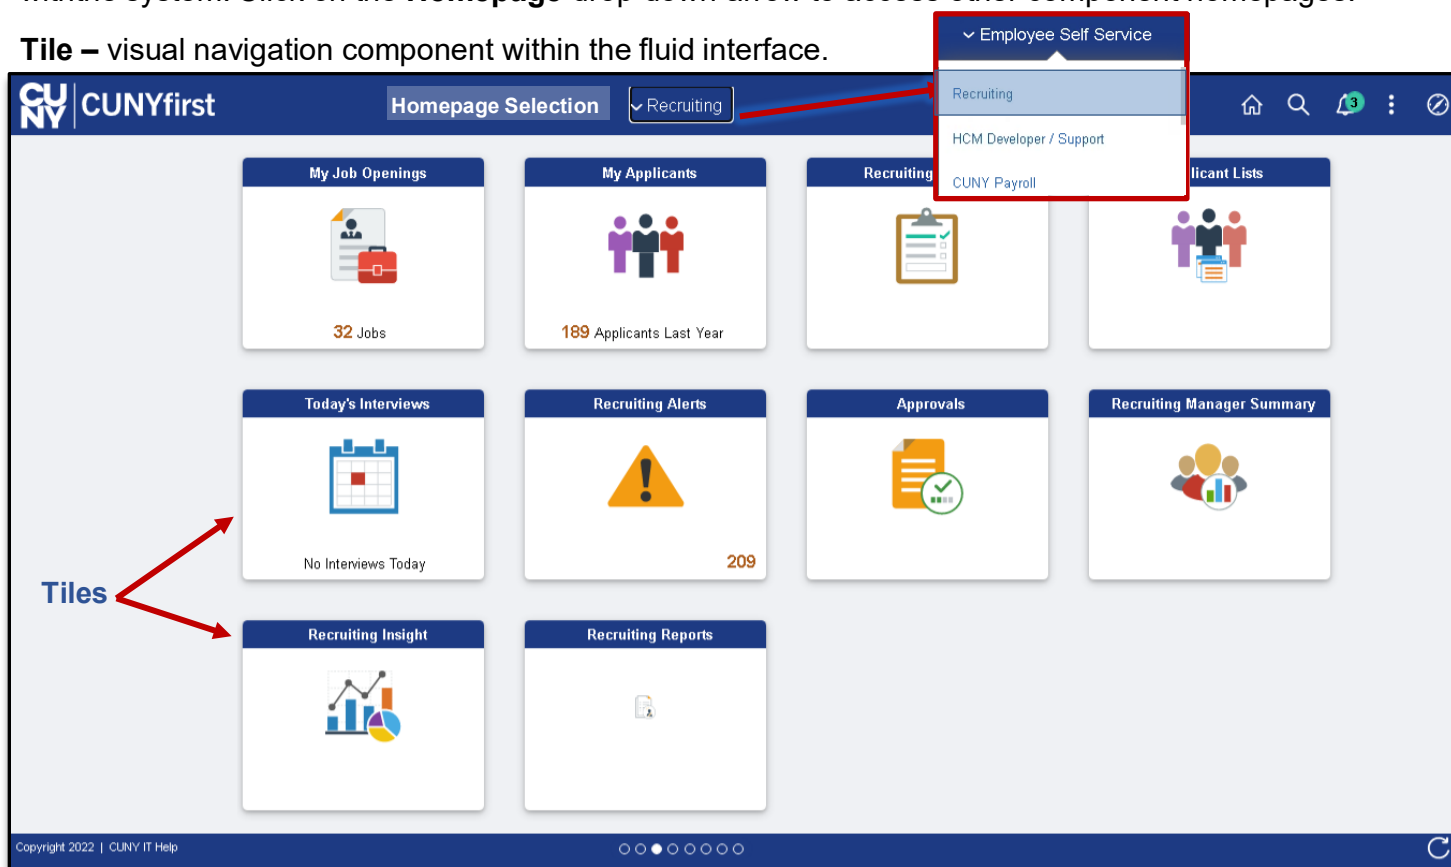 Tile – visual navigation component within the fluid interface.
Employee Self Service
CUNY
CUNYfirst
Homepage Selection
Recruiting
Recruiting
HCM Developer / Support
CUNY Payroll
3
My Job Openings
My Applicants
Recruiting
licant Lists
32 Jobs
189 Applicants Last Year
Today's Interviews
Recruiting Alerts
Approvals
Recruiting Manager Summary
No Interviews Today
209
Tiles
Recruiting Insight
Recruiting Reports
Copyright 2022 | CUNY IT Help